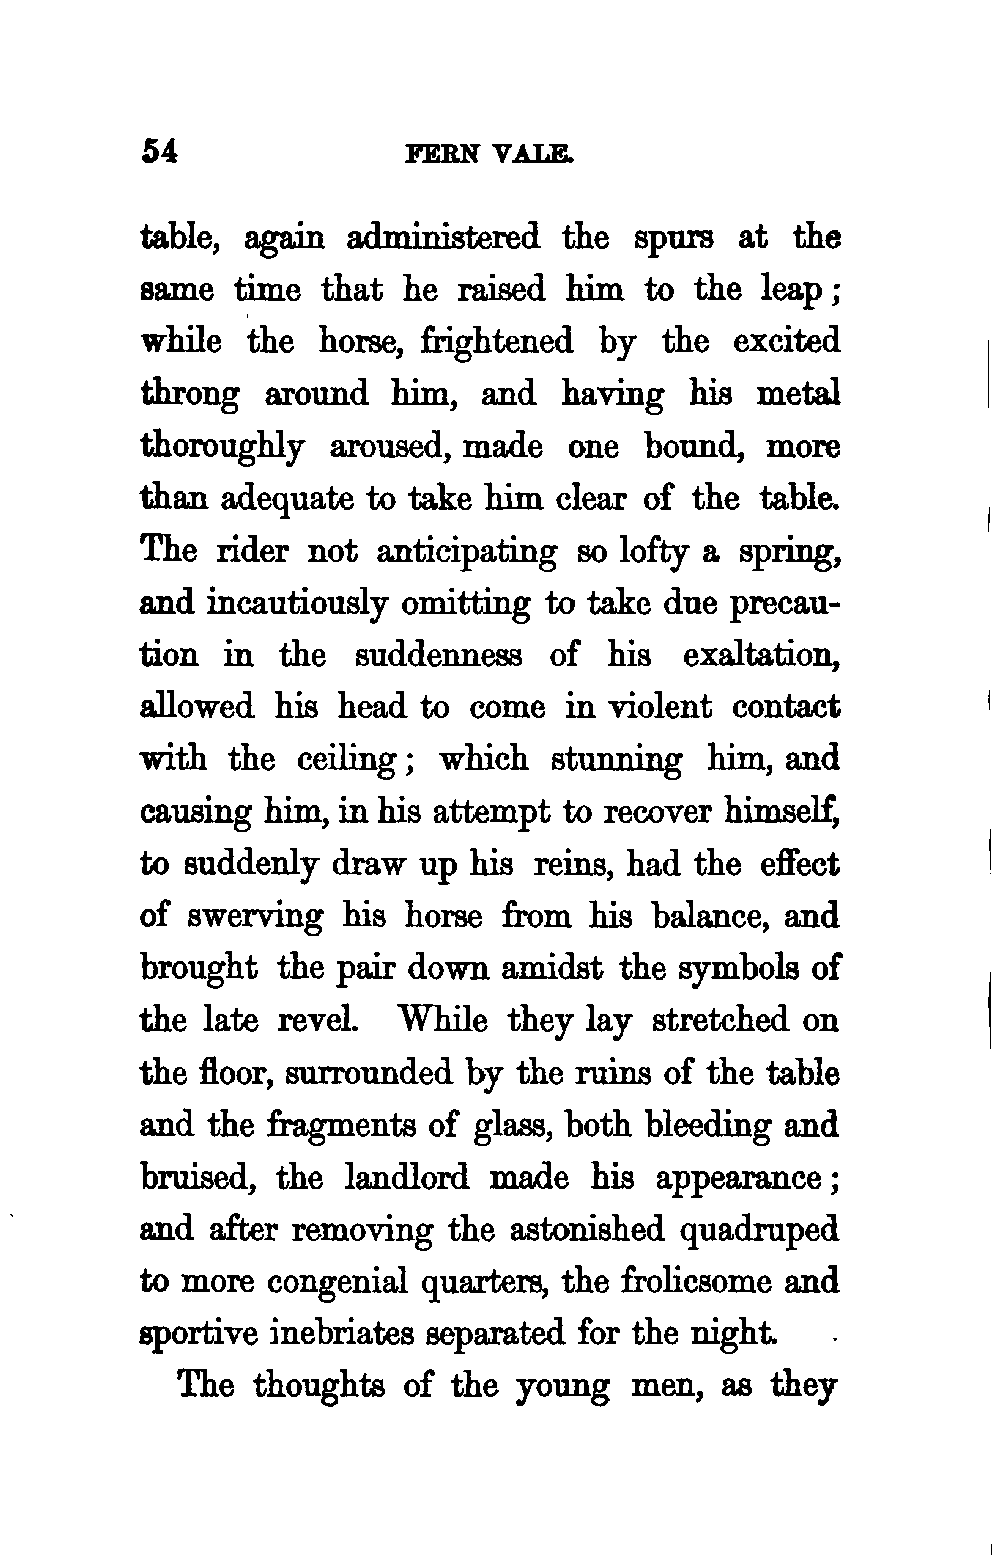 54 FERN VALE.
table, again administered the spurs at the
same time that he raised him to the leap;
while the horse, frightened by the excited
throng around him, and having his metal
thoroughly aroused, made one bound, more
than adequate to take him clear of the table.
The rider not anticipating so lofty a spring,
and incautiously omitting to take due precau-
tion in the suddenness of his exaltation,
allowed his head to come in violent contact
with the ceiling; which stunning him, and
causing him, in his attempt to recover himself,
to suddenly draw up his reins, had the effect
of swerving his horse from his balance, and
brought the pair down amidst the symbols of
the late revel. While they lay stretched on
the floor, surrounded by the ruins of the table
and the fragments of glass, both bleeding and
bruised, the landlord made his appearance;
and after removing the astonished quadruped
to more congenial quarters, the frolicsome and
sportive inebriates separated for the night.
The thoughts of the young men, as they